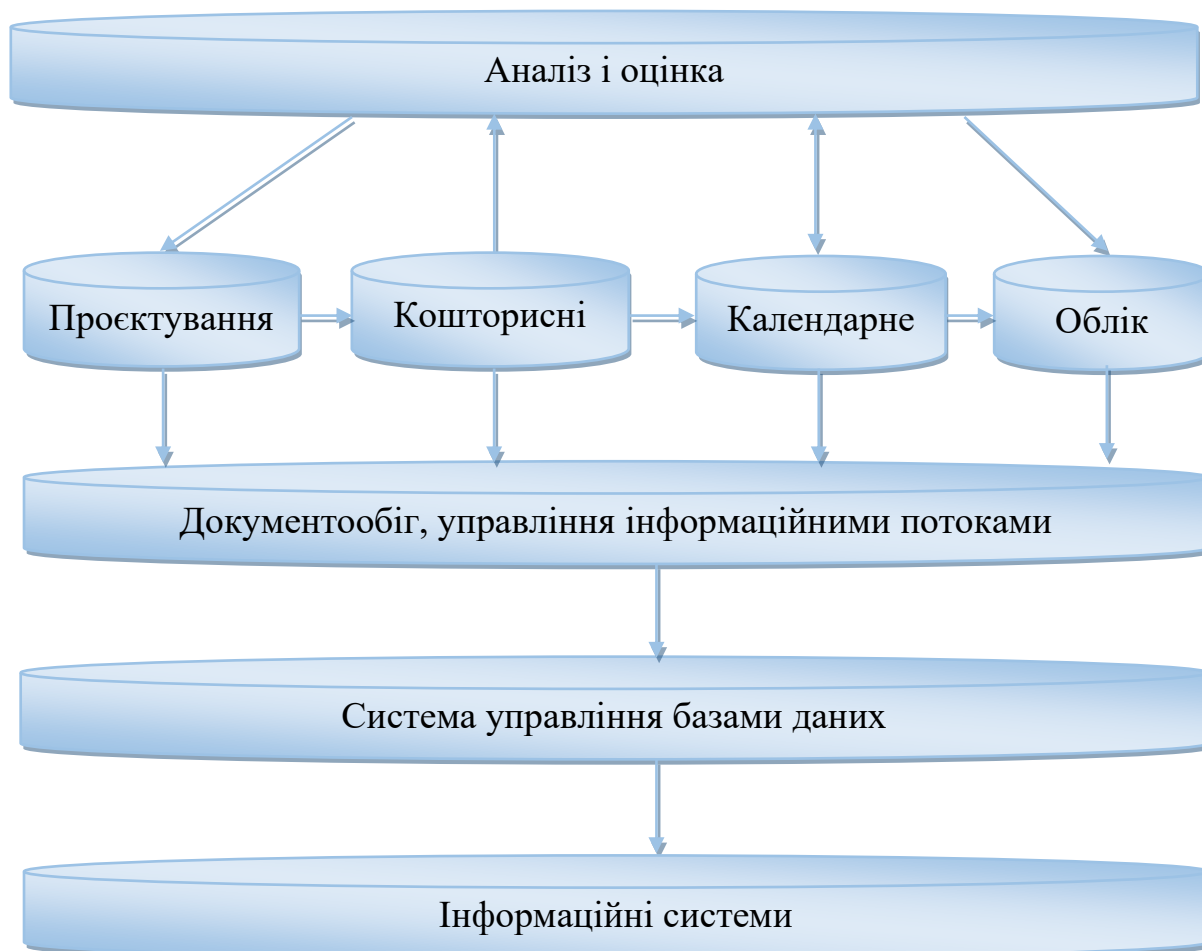 Аналіз і оцінка
Проєктування
Кошторисні
Календарне
Облік
Документообіг, управління інформаційними потоками
Система управління базами даних
Інформаційні системи